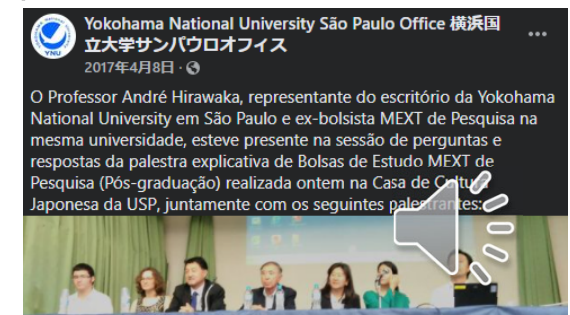 Yokohama National University São Paulo Office 横浜国
立大学サンパウロオフィス
2017年4月8日 ·
O Professor André Hirawaka, representante do escritório da Yokohama
National University em São Paulo e ex-bolsista MEXT de Pesquisa na
mesma universidade, esteve presente na sessão de perguntas e
respostas da palestra explicativa de Bolsas de Estudo MEXT de
Pesquisa (Pós-graduação) realizada ontem na Casa de Cultura
Japonesa da USP, juntamente com os seguintes palestrantes:
YNU